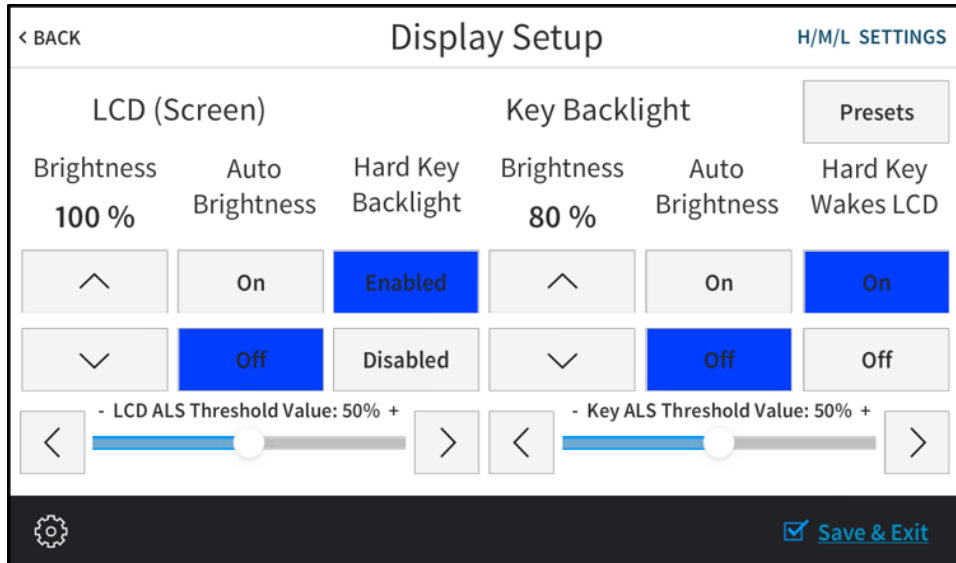 < BACK
Display Setup
H/M/L SETTINGS
LCD (Screen)
Key Backlight
Presets
Brightness
100 %
Auto
Brightness
Hard Key
Backlight
Brightness
80 %
Auto
Brightness
Hard Key
Wakes LCD
On
Enabled
On
On
Off
Disabled
Off
Off
- LCD ALS Threshold Value: 50% +
- Key ALS Threshold Value: 50% +
Save & Exit